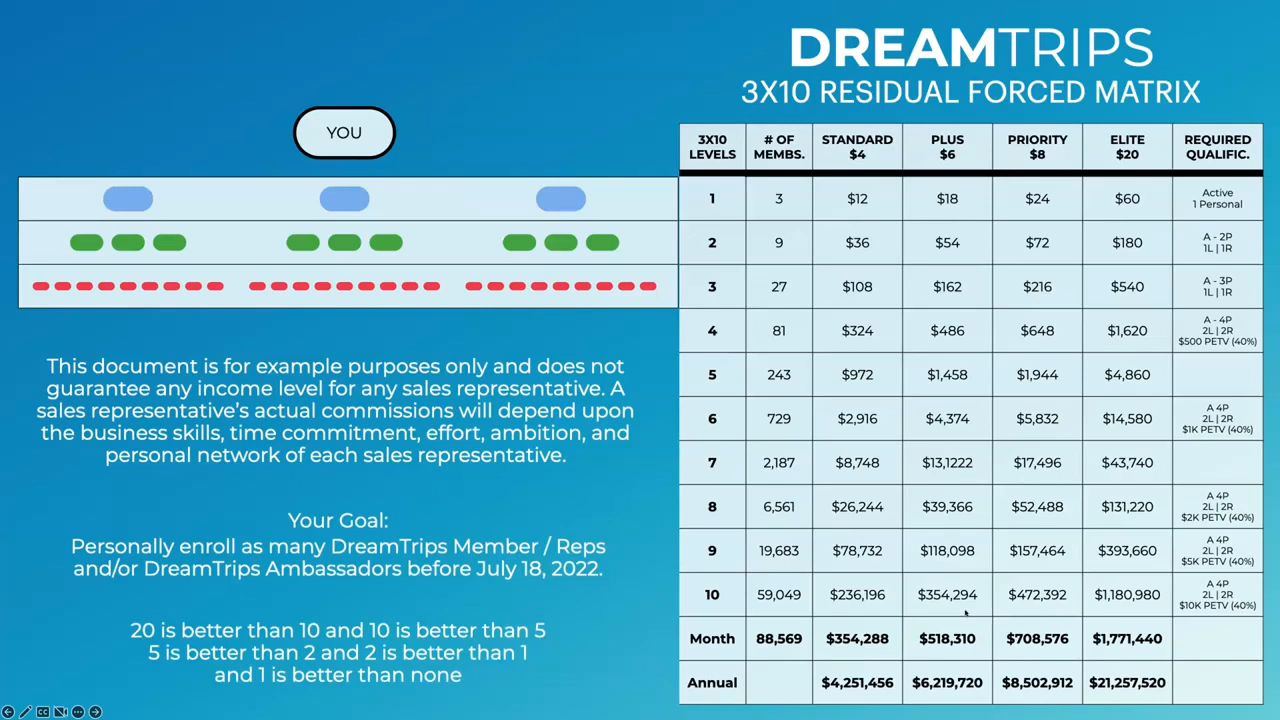 DREAMTRIPS
3X10 RESIDUAL FORCED MATRIX
YOU
This document is for example purposes only and does not
guarantee any income level for any sales representative. A
sales representative's actual commissions will depend upon
the business skills, time commitment, effort, ambition, and
personal network of each sales representative.
Your Goal:
Personally enroll as many DreamTrips Member / Reps
and/or DreamTrips Ambassadors before July 18, 2022.
20 is better than 10 and 10 is better than 5
5 is better than 2 and 2 is better than 1
and 1 is better than none
3X10 LEVELS # OF MEMBS. STANDARD $4 PLUS $6 PRIORITY $8 ELITE $20 REQUIRED QUALIFIC.
1 3 $12 $18 $24 $60 Active 1 Personal
2 9 $36 $54 $72 $180 A - 2P 1L | 1R
3 27 $108 $162 $216 $540 A - 3P 1L | 1R
4 81 $324 $486 $648 $1,620 A - 4P 2L | 2R $500 PETV (40%)
5 243 $972 $1,458 $1,944 $4,860
6 729 $2,916 $4,374 $5,832 $14,580 A 4P 2L | 2R $1K PETV (40%)
7 2,187 $8,748 $13,1222 $17,496 $43,740
8 6,561 $26,244 $39,366 $52,488 $131,220 A 4P 2L | 2R $2K PETV (40%)
9 19,683 $78,732 $118,098 $157,464 $393,660 A 4P 2L | 2R $5K PETV (40%)
10 59,049 $236,196 $354,294 $472,392 $1,180,980 A 4P 2L | 2R $10K PETV (40%)
Month 88,569 $354,288 $518,310 $708,576 $1,771,440
Annual $4,251,456 $6,219,720 $8,502,912 $21,257,520